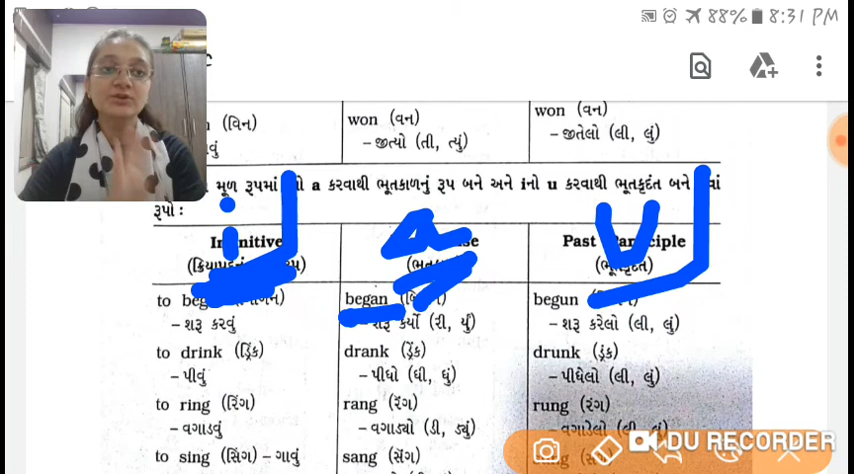 88% 8:31 PM
C
(વિન) won (વન) won (વન)
વું – જીત્યો (તી, ત્યું) – જીતેલો (લી, લું)
મૂળ રૂપમાં a કરવાથી ભૂતકાળનું રૂપ બને અને i નો u કરવાથી ભૂતકૃદંત બને
રૂપો :
i a u
Past Participle
(ભૂતકૃદંત)
to began begun
– શરૂ કરવું – શરૂ કર્યો (રી, ર્યું) – શરૂ કરેલો (લી, લું)
to drink (ડ્રિંક) drank (ડ્રૅંક) drunk (ડ્રંક)
– પીવું – પીધો (ધી, ધું) – પીધેલો (લી, લું)
to ring (રિંગ) rang (રૅંગ) rung (રંગ)
– વગાડવું – વગાડ્યો (ડી, ડ્યું) – વગાડેલો (લી, લું)
to sing (સિંગ) – ગાવું sang (સૅંગ)
DU RECORDER